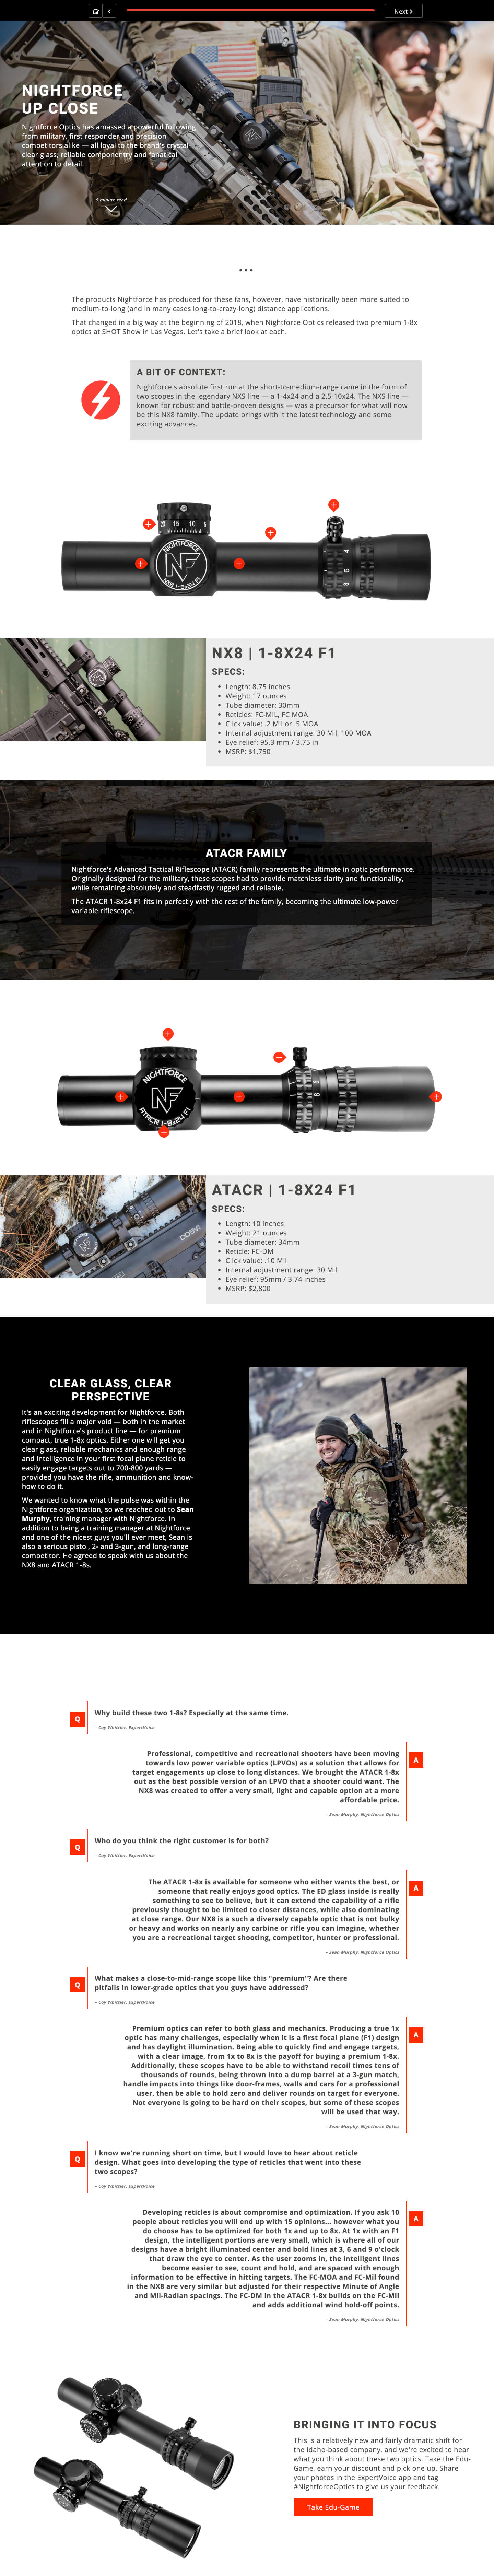 Next
NIGHTFORCE
UP CLOSE
Nightforce Optics has amassed a powerful following
from military, first responder and precision
competitors alike — all loyal to the brand's crystal-
clear glass, reliable componentry and fanatical
attention to detail.
5 minute read
The products Nightforce has produced for these fans, however, have historically been more suited to
medium-to-long (and in many cases long-to-crazy-long) distance applications.
That changed in a big way at the beginning of 2018, when Nightforce Optics released two premium 1-8x
optics at SHOT Show in Las Vegas. Let's take a brief look at each.
A BIT OF CONTEXT:
Nightforce's absolute first run at the short-to-medium-range came in the form of
two scopes in the legendary NXS line — a 1-4x24 and a 2.5-10x24. The NXS line —
known for robust and battle-proven designs — was a precursor for what will now
be this NX8 family. The update brings with it the latest technology and some
exciting advances.
20 15 10 5
NIGHTFORCE
NF
NX8 1-8x24 F1
4
6
8
NX8 | 1-8X24 F1
SPECS:
• Length: 8.75 inches
• Weight: 17 ounces
• Tube diameter: 30mm
• Reticles: FC-MIL, FC MOA
• Click value: .2 Mil or .5 MOA
• Internal adjustment range: 30 Mil, 100 MOA
• Eye relief: 95.3 mm / 3.75 in
• MSRP: $1,750
ATACR FAMILY
Nightforce's Advanced Tactical Riflescope (ATACR) family represents the ultimate in optic performance.
Originally designed for the military, these scopes had to provide matchless clarity and functionality,
while remaining absolutely and steadfastly rugged and reliable.
The ATACR 1-8x24 F1 fits in perfectly with the rest of the family, becoming the ultimate low-power
variable riflescope.
NIGHTFORCE
NF
ATACR 1-8x24 F1
8
ATACR | 1-8X24 F1
SPECS:
• Length: 10 inches
• Weight: 21 ounces
• Tube diameter: 34mm
• Reticle: FC-DM
• Click value: .10 Mil
• Internal adjustment range: 30 Mil
• Eye relief: 95mm / 3.74 inches
• MSRP: $2,800
CLEAR GLASS, CLEAR
PERSPECTIVE
It's an exciting development for Nightforce. Both
riflescopes fill a major void — both in the market
and in Nightforce's product line — for premium
compact, true 1-8x optics. Either one will get you
clear glass, reliable mechanics and enough range
and intelligence in your first focal plane reticle to
easily engage targets out to 700-800 yards —
provided you have the rifle, ammunition and know-
how to do it.
We wanted to know what the pulse was within the
Nightforce organization, so we reached out to Sean
Murphy, training manager with Nightforce. In
addition to being a training manager at Nightforce
and one of the nicest guys you'll ever meet, Sean is
also a serious pistol, 2- and 3-gun, and long-range
competitor. He agreed to speak with us about the
NX8 and ATACR 1-8s.
Q
Why build these two 1-8s? Especially at the same time.
– Coy Whittier, ExpertVoice
A
Professional, competitive and recreational shooters have been moving
towards low power variable optics (LPVOs) as a solution that allows for
target engagements up close to long distances. We brought the ATACR 1-8x
out as the best possible version of an LPVO that a shooter could want. The
NX8 was created to offer a very small, light and capable option at a more
affordable price.
– Sean Murphy, Nightforce Optics
Q
Who do you think the right customer is for both?
– Coy Whittier, ExpertVoice
A
The ATACR 1-8x is available for someone who either wants the best, or
someone that really enjoys good optics. The ED glass inside is really
something to see to believe, but it can extend the capability of a rifle
previously thought to be limited to closer distances, while also dominating
at close range. Our NX8 is a such a diversely capable optic that is not bulky
or heavy and works on nearly any carbine or rifle you can imagine, whether
you are a recreational target shooting, competitor, hunter or professional.
– Sean Murphy, Nightforce Optics
Q
What makes a close-to-mid-range scope like this "premium"? Are there
pitfalls in lower-grade optics that you guys have addressed?
– Coy Whittier, ExpertVoice
A
Premium optics can refer to both glass and mechanics. Producing a true 1x
optic has many challenges, especially when it is a first focal plane (F1) design
and has daylight illumination. Being able to quickly find and engage targets,
with a clear image, from 1x to 8x is the payoff for buying a premium 1-8x.
Additionally, these scopes have to be able to withstand recoil times tens of
thousands of rounds, being thrown into a dump barrel at a 3-gun match,
handle impacts into things like door-frames, walls and cars for a professional
user, then be able to hold zero and deliver rounds on target for everyone.
Not everyone is going to be hard on their scopes, but some of these scopes
will be used that way.
– Sean Murphy, Nightforce Optics
Q
I know we're running short on time, but I would love to hear about reticle
design. What goes into developing the type of reticles that went into these
two scopes?
– Coy Whittier, ExpertVoice
A
Developing reticles is about compromise and optimization. If you ask 10
people about reticles you will end up with 15 opinions... however what you
do choose has to be optimized for both 1x and up to 8x. At 1x with an F1
design, the intelligent portions are very small, which is where all of our
designs have a bright illuminated center and bold lines at 3, 6 and 9 o'clock
that draw the eye to center. As the user zooms in, the intelligent lines
become easier to see, count and hold, and are spaced with enough
information to be effective in hitting targets. The FC-MOA and FC-Mil found
in the NX8 are very similar but adjusted for their respective Minute of Angle
and Mil-Radian spacings. The FC-DM in the ATACR 1-8x builds on the FC-Mil
and adds additional wind hold-off points.
– Sean Murphy, Nightforce Optics
BRINGING IT INTO FOCUS
This is a relatively new and fairly dramatic shift for
the Idaho-based company, and we're excited to hear
what you think about these two optics. Take the Edu-
Game, earn your discount and pick one up. Share
your photos in the ExpertVoice app and tag
#NightforceOptics to give us your feedback.
Take Edu-Game